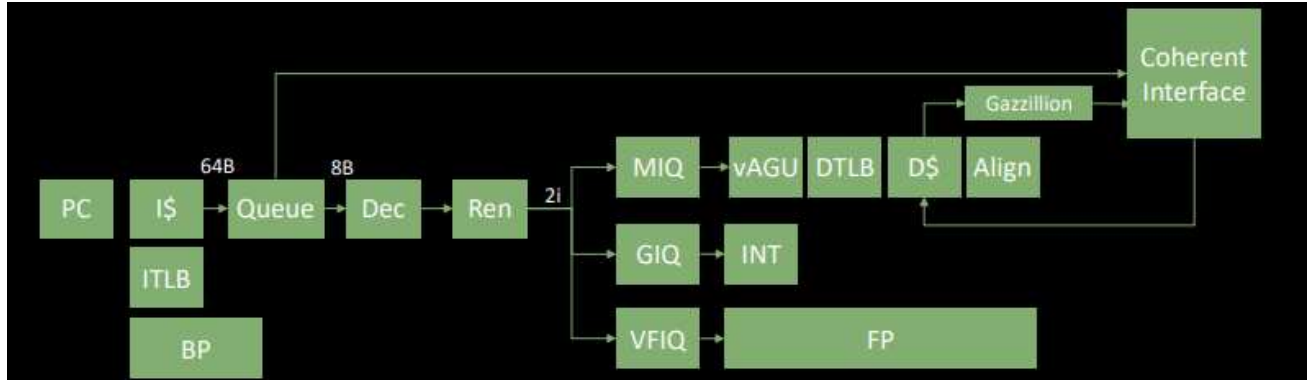 Coherent
Interface
Gazzillion
64B
8B
MIQ
vAGU
DTLB
D$
Align
PC
I$
Queue
Dec
Ren
2i
GIQ
INT
ITLB
VFIQ
FP
BP